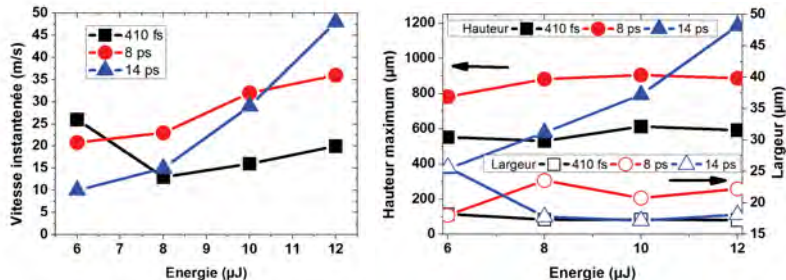 50
45
40
35
30
25
20
15
10
5
0
Vitesse instantenée (m/s)
410 fs
8 ps
14 ps
6 7 8 9 10 11 12
Energie (µJ)
1200
1000
800
600
400
200
0
Hauteur maximum (µm)
Hauteur 410 fs 8 ps 14 ps
Largeur 410 fs 8 ps 14 ps
50
45
40
35
30
25
20
15
Largeur (µm)
6 8 10 12
Energie (µJ)